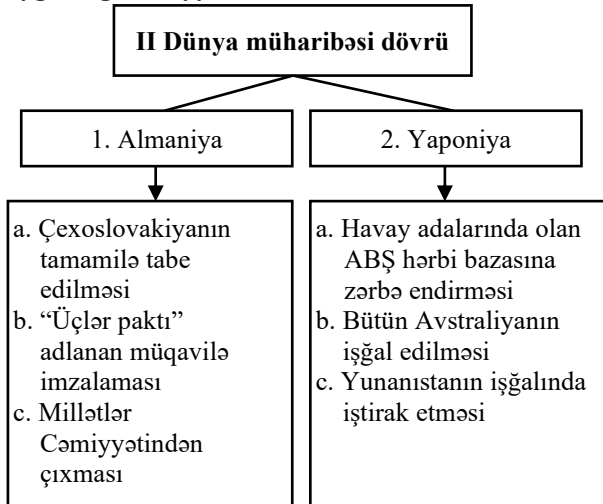 II Dünya müharibəsi dövrü
1. Almaniya
2. Yaponiya
a. Çexoslovakiyanın
tamamilə tabe
edilməsi
b. “Üçlər paktı”
adlanan müqavilə
imzalaması
c. Millətlər
Cəmiyyətindən
çıxması
a. Havay adalarında olan
ABŞ hərbi bazasına
zərbə endirməsi
b. Bütün Avstraliyanın
işğal edilməsi
c. Yunanıstanın işğalında
iştirak etməsi